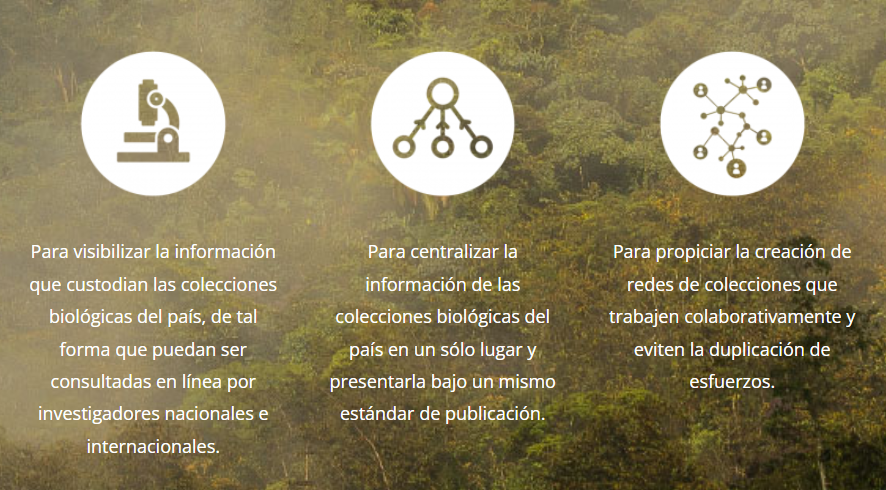 Para visibilizar la información
que custodian las colecciones
biológicas del país, de tal
forma que puedan ser
consultadas en línea por
investigadores nacionales e
internacionales.
Para centralizar la
información de las
colecciones biológicas del
país en un sólo lugar y
presentarla bajo un mismo
estándar de publicación.
Para propiciar la creación de
redes de colecciones que
trabajen colaborativamente y
eviten la duplicación de
esfuerzos.